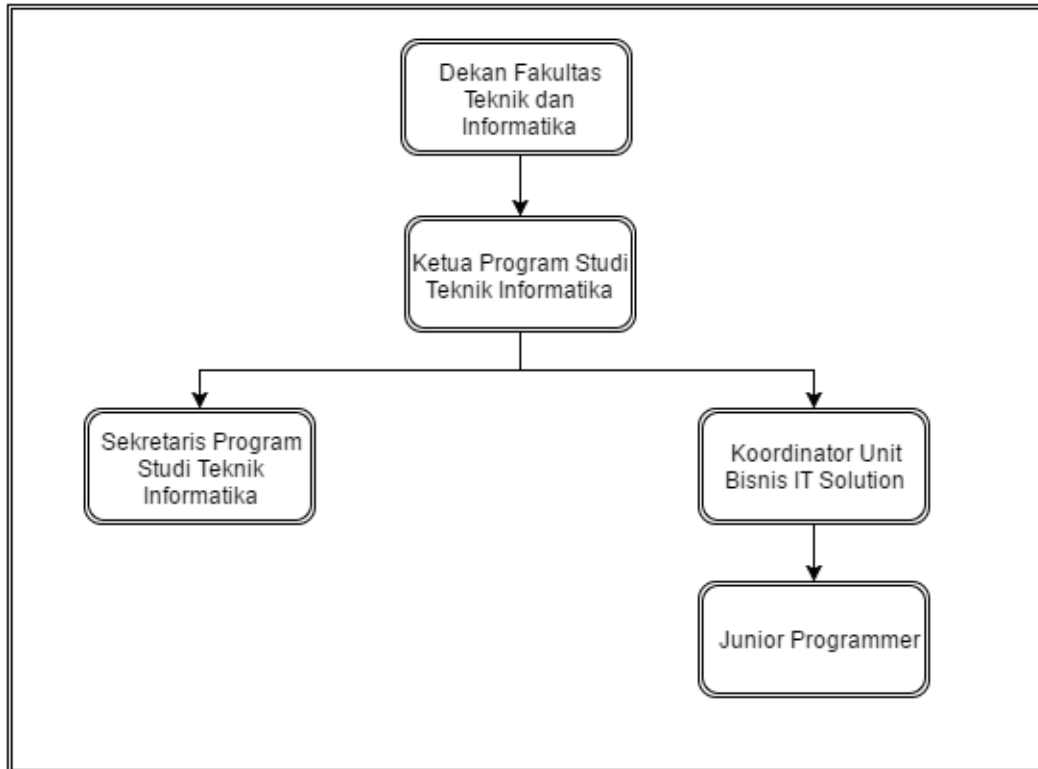 Dekan Fakultas
Teknik dan
Informatika
Ketua Program Studi
Teknik Informatika
Sekretaris Program
Studi Teknik
Informatika
Koordinator Unit
Bisnis IT Solution
Junior Programmer